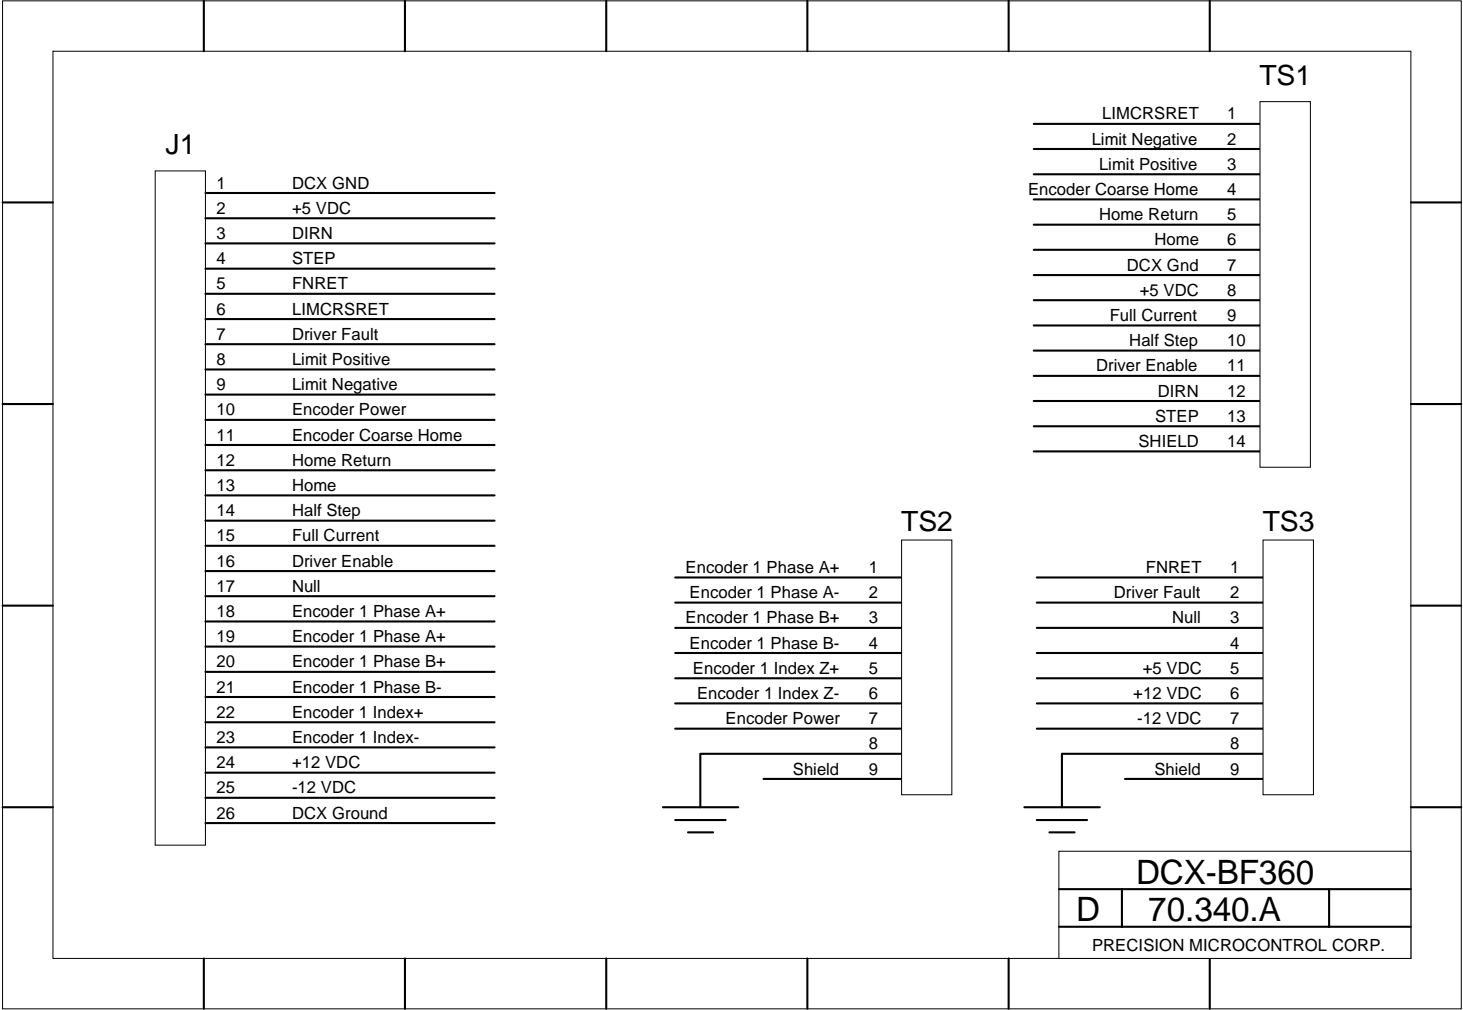 J1
1 DCX GND
2 +5 VDC
3 DIRN
4 STEP
5 FNRET
6 LIMCRSRET
7 Driver Fault
8 Limit Positive
9 Limit Negative
10 Encoder Power
11 Encoder Coarse Home
12 Home Return
13 Home
14 Half Step
15 Full Current
16 Driver Enable
17 Null
18 Encoder 1 Phase A+
19 Encoder 1 Phase A+
20 Encoder 1 Phase B+
21 Encoder 1 Phase B-
22 Encoder 1 Index+
23 Encoder 1 Index-
24 +12 VDC
25 -12 VDC
26 DCX Ground
TS1
LIMCRSRET 1
Limit Negative 2
Limit Positive 3
Encoder Coarse Home 4
Home Return 5
Home 6
DCX Gnd 7
+5 VDC 8
Full Current 9
Half Step 10
Driver Enable 11
DIRN 12
STEP 13
SHIELD 14
TS2
Encoder 1 Phase A+ 1
Encoder 1 Phase A- 2
Encoder 1 Phase B+ 3
Encoder 1 Phase B- 4
Encoder 1 Index Z+ 5
Encoder 1 Index Z- 6
Encoder Power 7
8
Shield 9
TS3
FNRET 1
Driver Fault 2
Null 3
4
+5 VDC 5
+12 VDC 6
-12 VDC 7
8
Shield 9
DCX-BF360
D 70.340.A
PRECISION MICROCONTROL CORP.